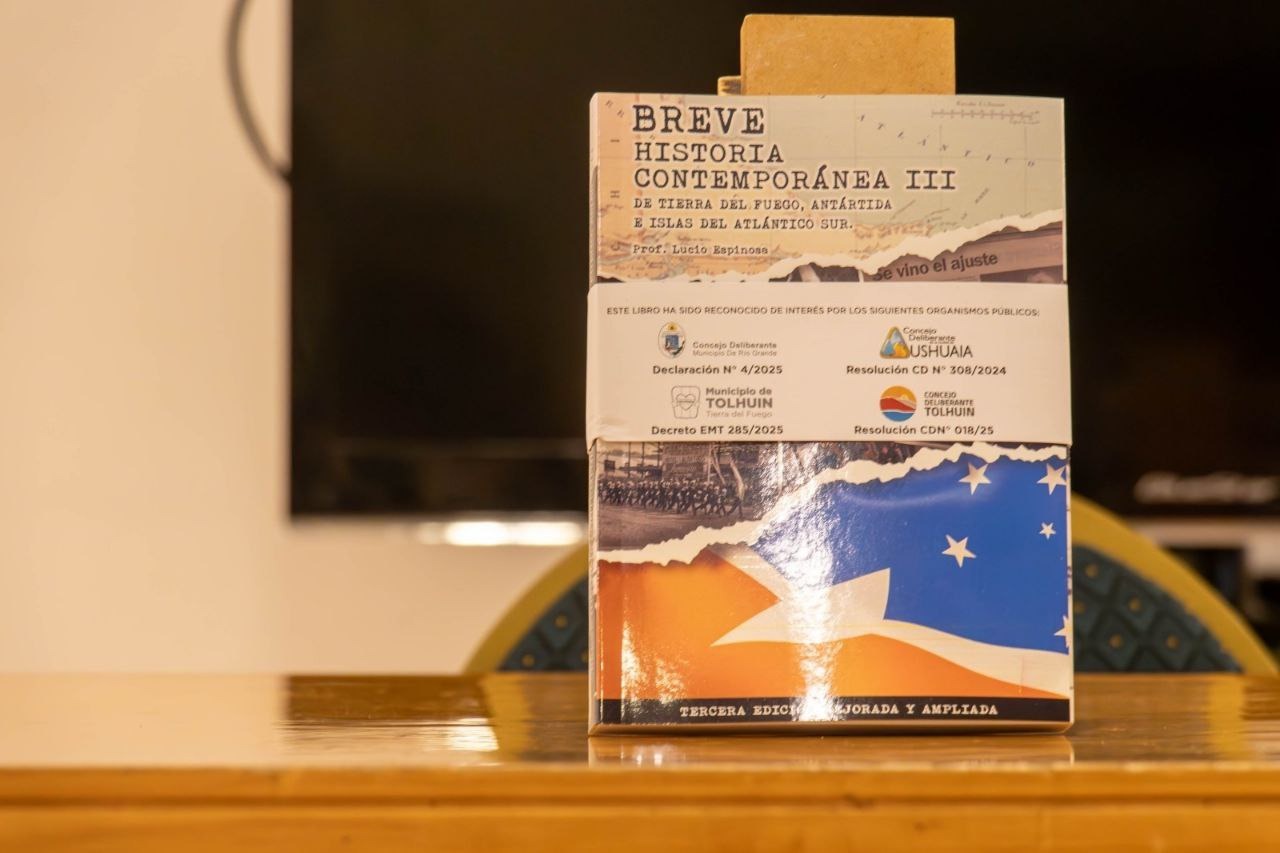 BREVE
HISTORIA
CONTEMPORÁNEA III
DE TIERRA DEL FUEGO, ANTÁRTIDA
E ISLAS DEL ATLÁNTICO SUR.
Prof. Lucio Espinosa
ATLÁNTICO
Se vino el ajuste
ESTE LIBRO HA SIDO RECONOCIDO DE INTERÉS POR LOS SIGUIENTES ORGANISMOS PÚBLICOS:
Concejo Deliberante
Municipio De Río Grande
Declaración N° 4/2025
Concejo
Deliberante
USHUAIA
Resolución CD N° 308/2024
Municipio de
TOLHUIN
Tierra del Fuego
Decreto EMT 285/2025
CONCEJO
DELIBERANTE
TOLHUIN
Resolución CDN° 018/25
TERCERA EDICI JORADA Y AMPLIADA